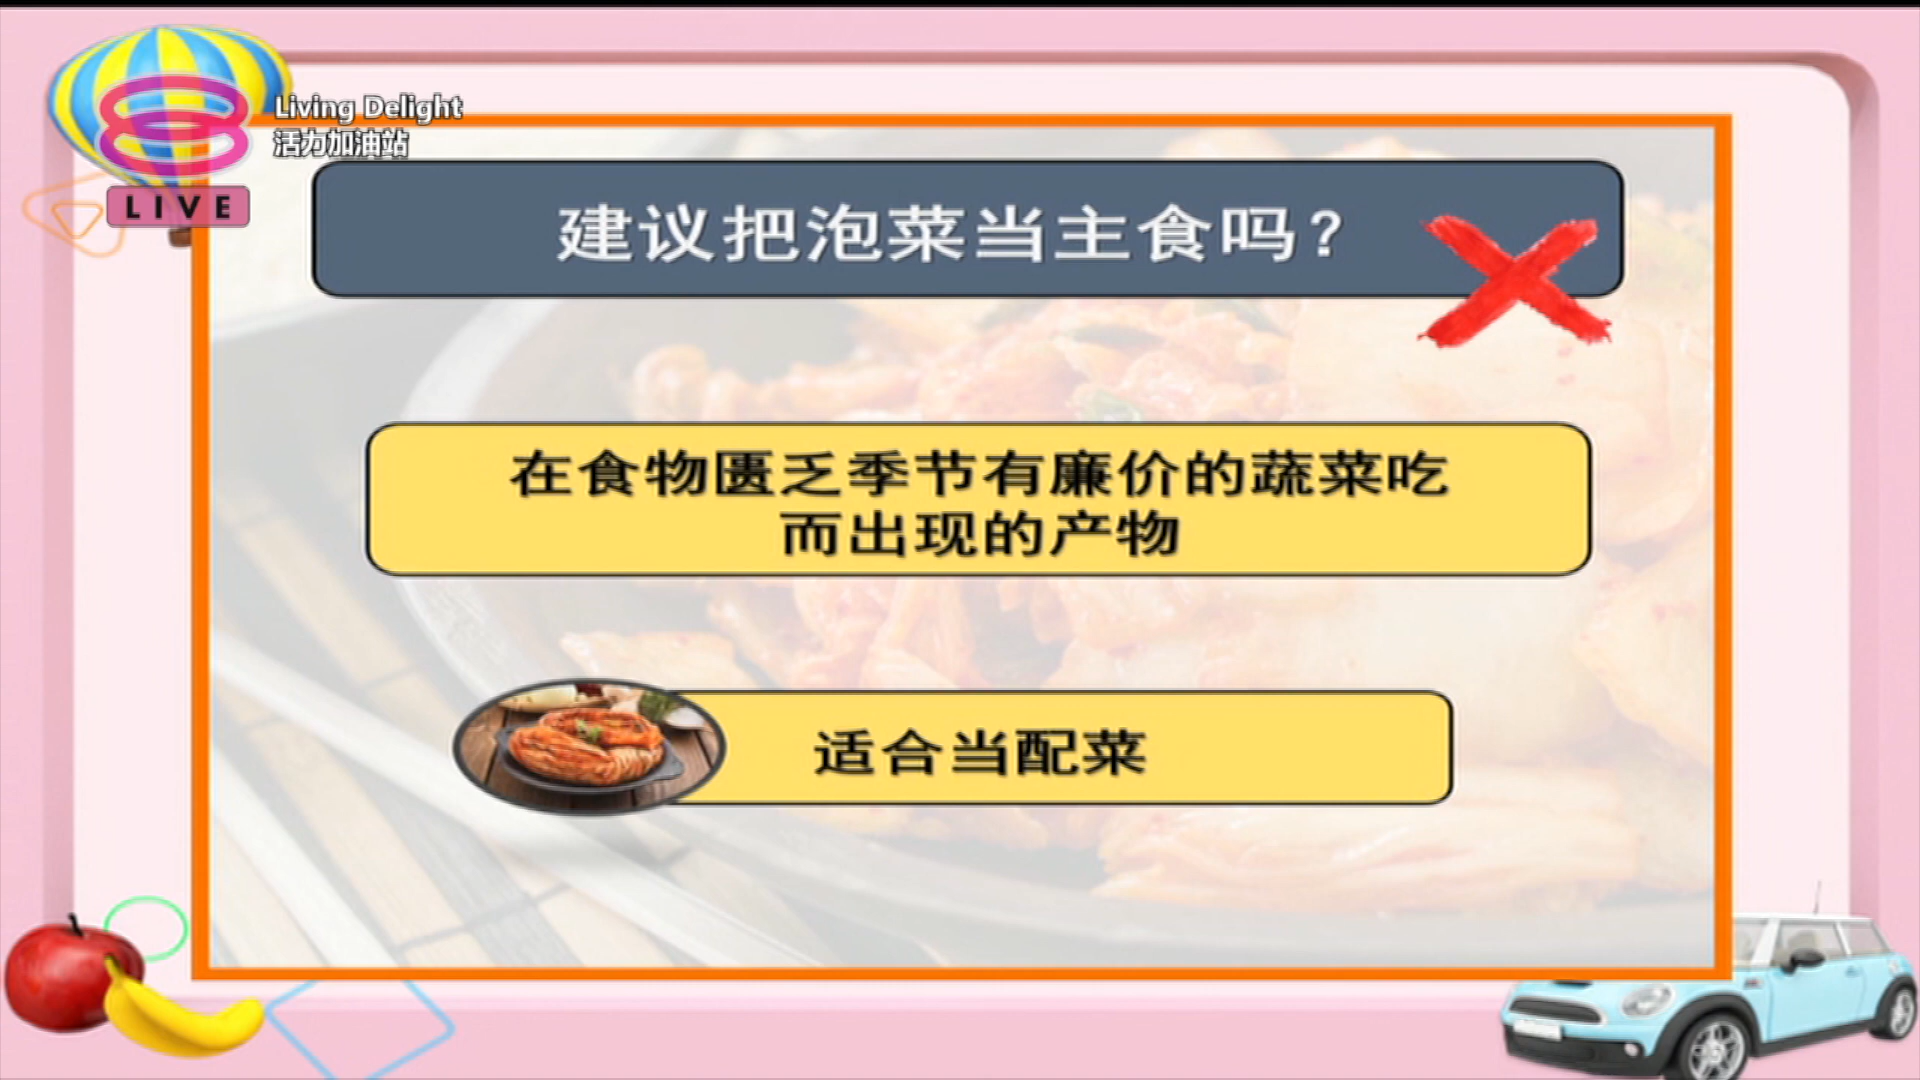 Living Delight
活力加油站
LIVE
建议把泡菜当主食吗？
在食物匮乏季节有廉价的蔬菜吃
而出现的产物
适合当配菜